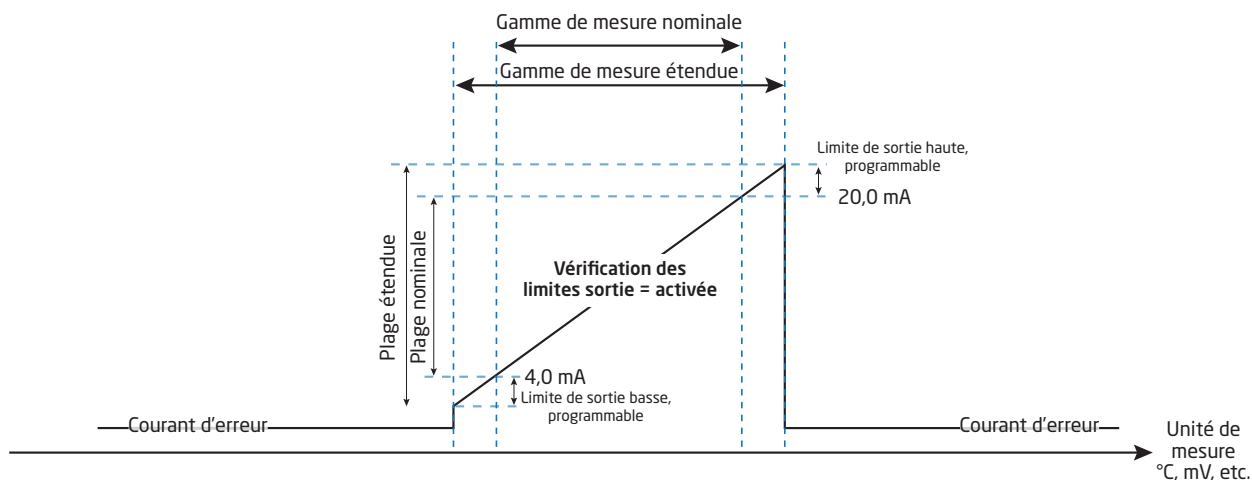 Gamme de mesure nominale
Gamme de mesure étendue
Limite de sortie haute,
programmable
20,0 mA
Plage étendue
Plage nominale
Vérification des
limites sortie = activée
4,0 mA
Limite de sortie basse,
programmable
Courant d'erreur
Courant d'erreur
Unité de
mesure
°C, mV, etc.